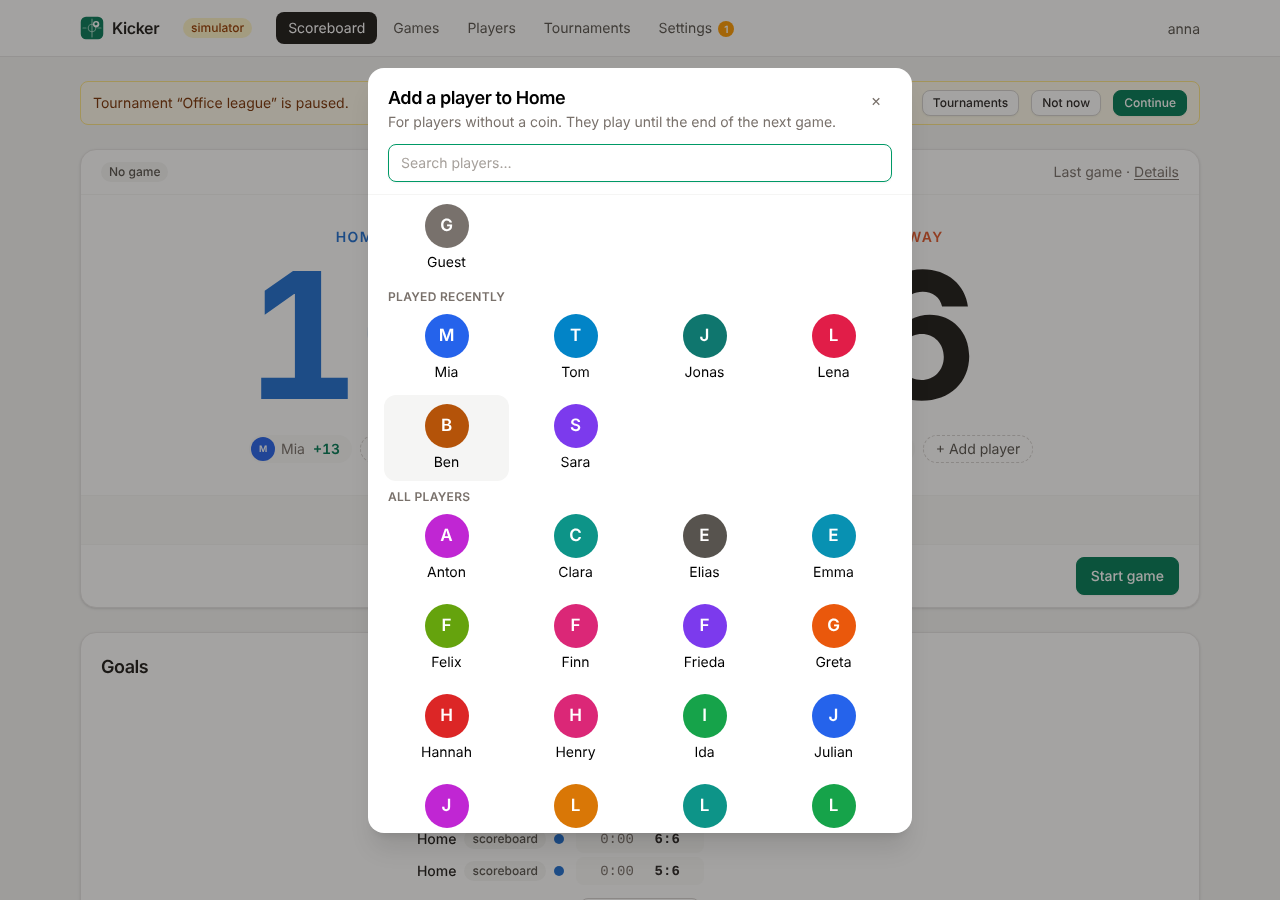 Kicker simulator Scoreboard Games Players Tournaments Settings 1 anna
Tournament “Office league” is paused. Tournaments Not now Continue
Add a player to Home ×
For players without a coin. They play until the end of the next game.
Search players…
No game Last game · Details
G
Guest
PLAYED RECENTLY
M T J L
Mia Tom Jonas Lena
B S
Ben Sara
ALL PLAYERS
A C E E
Anton Clara Elias Emma
F F F G
Felix Finn Frieda Greta
H H I J
Hannah Henry Ida Julian
J L L L
1 6
M Mia +13 + Add player
Start game
Goals
Home scoreboard 0:00 6:6
Home scoreboard 0:00 5:6